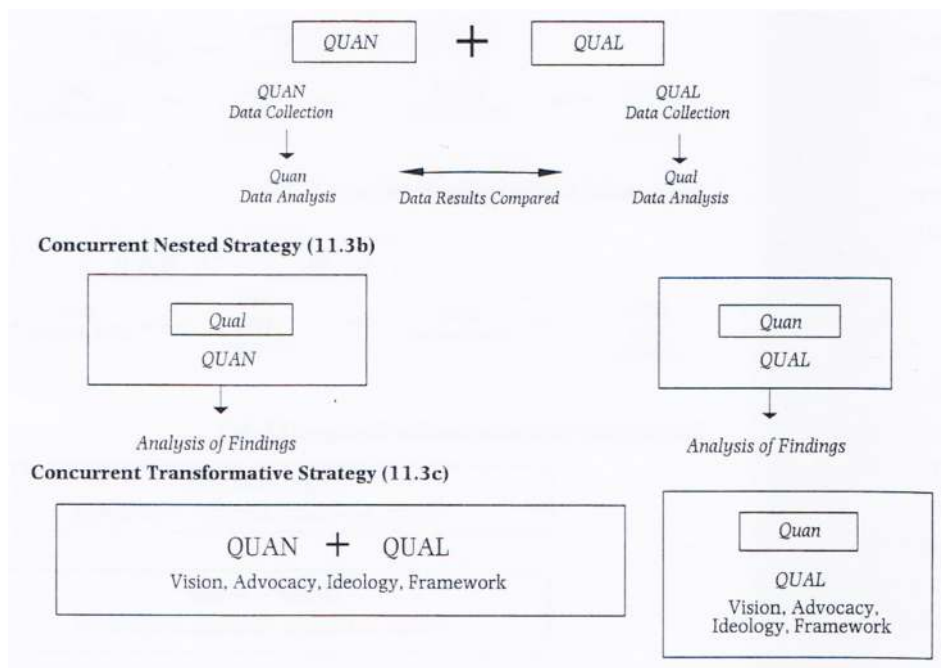 QUAN + QUAL
QUAN
Data Collection
QUAL
Data Collection
Quan
Data Analysis
Data Results Compared
Qual
Data Analysis
Concurrent Nested Strategy (11.3b)
Qual
QUAN
Quan
QUAL
Analysis of Findings
Analysis of Findings
Concurrent Transformative Strategy (11.3c)
QUAN + QUAL
Vision, Advocacy, Ideology, Framework
Quan
QUAL
Vision, Advocacy,
Ideology, Framework